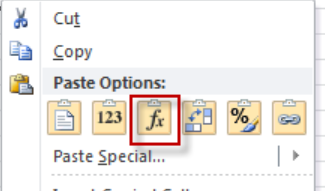 Cut
Copy
Paste Options:
123 fx %
Paste Special...